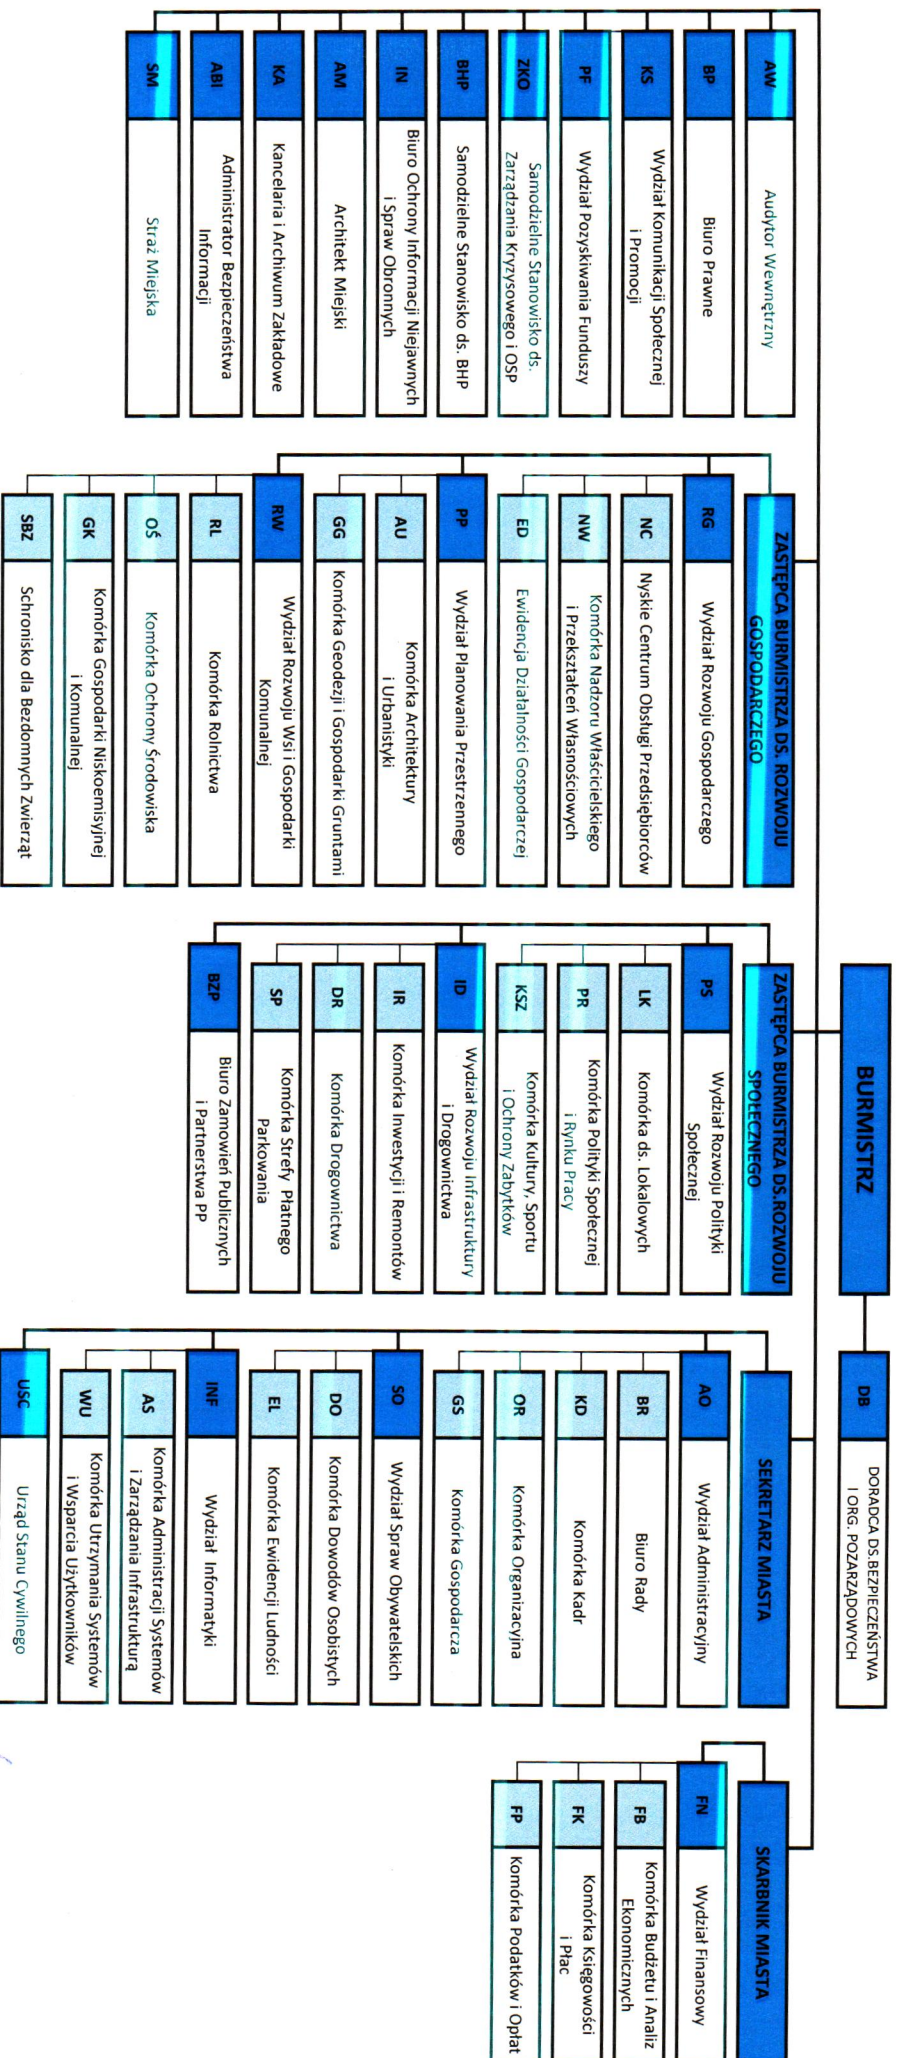 BURMISTRZ
DB
DORADCA DS.BEZPIECZEŃSTWA
I ORG. POZARZĄDOWYCH
AW
Audytor Wewnętrzny
BP
Biuro Prawne
KS
Wydział Komunikacji Społecznej
i Promocji
PF
Wydział Pozyskiwania Funduszy
ZKO
Samodzielne Stanowisko ds.
Zarządzania Kryzysowego i OSP
BHP
Samodzielne Stanowisko ds. BHP
IN
Biuro Ochrony Informacji Niejawnych
i Spraw Obronnych
AM
Architekt Miejski
KA
Kancelaria i Archiwum Zakładowe
ABI
Administrator Bezpieczeństwa
Informacji
SM
Straż Miejska
ZASTĘPCA BURMISTRZA DS. ROZWOJU
GOSPODARCZEGO
RG
Wydział Rozwoju Gospodarczego
NC
Nyskie Centrum Obsługi Przedsiębiorców
NW
Komórka Nadzoru Właścicielskiego
i Przekształceń Własnościowych
ED
Ewidencja Działalności Gospodarczej
PP
Wydział Planowania Przestrzennego
AU
Komórka Architektury
i Urbanistyki
GG
Komórka Geodezji i Gospodarki Gruntami
RW
Wydział Rozwoju Wsi i Gospodarki
Komunalnej
RL
Komórka Rolnictwa
OŚ
Komórka Ochrony Środowiska
GK
Komórka Gospodarki Niskoemisyjnej
i Komunalnej
SBZ
Schronisko dla Bezdomnych Zwierząt
ZASTĘPCA BURMISTRZA DS.ROZWOJU
SPOŁECZNEGO
PS
Wydział Rozwoju Polityki
Społecznej
LK
Komórka ds. Lokalowych
PR
Komórka Polityki Społecznej
i Rynku Pracy
KSZ
Komórka Kultury, Sportu
i Ochrony Zabytków
ID
Wydział Rozwoju Infrastruktury
i Drogownictwa
IR
Komórka Inwestycji i Remontów
DR
Komórka Drogownictwa
SP
Komórka Strefy Płatnego
Parkowania
BZP
Biuro Zamowień Publicznych
i Partnerstwa PP
SEKRETARZ MIASTA
AO
Wydział Administracyjny
BR
Biuro Rady
KD
Komórka Kadr
OR
Komórka Organizacyjna
GS
Komórka Gospodarcza
SO
Wydział Spraw Obywatelskich
DO
Komórka Dowodów Osobistych
EL
Komórka Ewidencji Ludności
INF
Wydział Informatyki
AS
Komórka Administracji Systemów
i Zarządzania Infrastrukturą
WU
Komórka Utrzymania Systemów
i Wsparcia Użytkowników
USC
Urząd Stanu Cywilnego
SKARBNIK MIASTA
FN
Wydział Finansowy
FB
Komórka Budżetu i Analiz
Ekonomicznych
FK
Komórka Księgowości
i Płac
FP
Komórka Podatków i Opłat